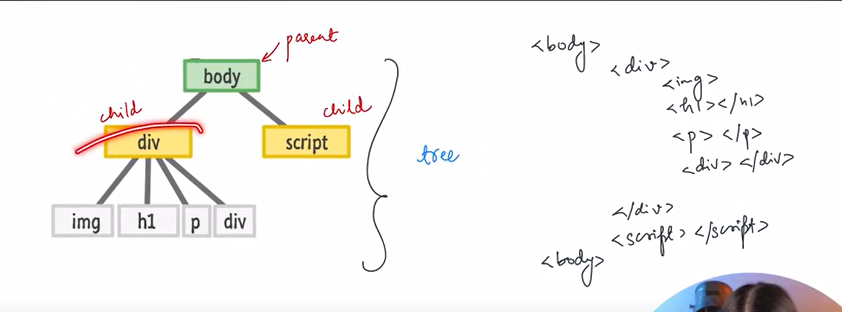 parent
body
child
child
div
script
img
h1
p
div
tree
<body>
<div>
<img>
<h1></h1>
<p> </p>
<div> </div>
</div>
<script> </script>
<body>